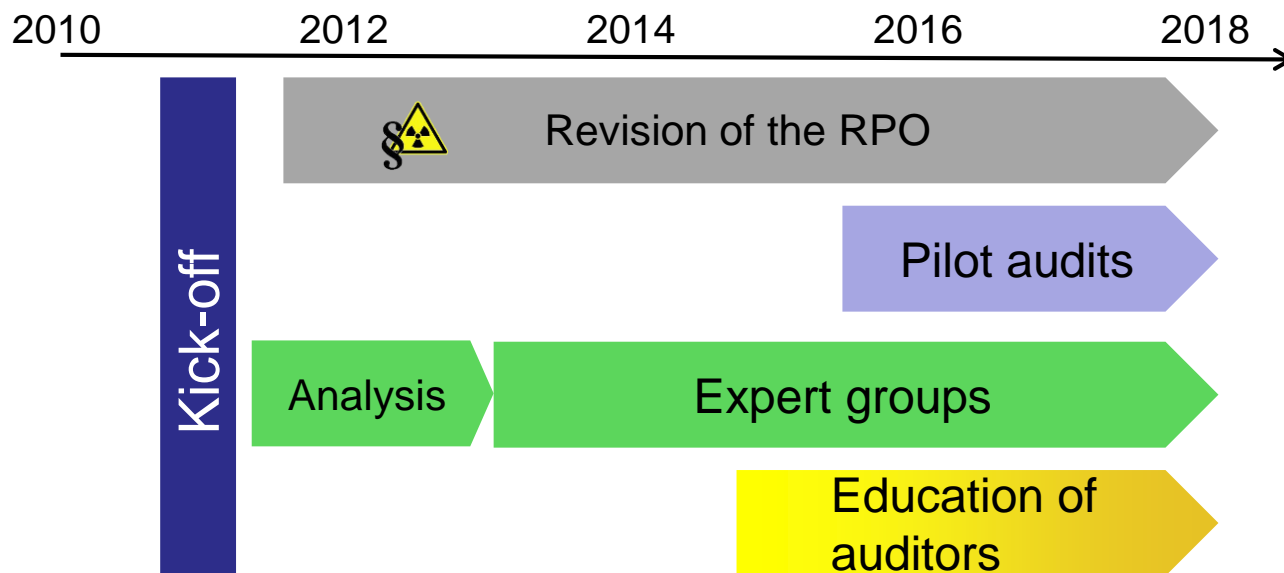 2010 2012 2014 2016 2018
§ Revision of the RPO
Pilot audits
Kick-off
Analysis Expert groups
Education of
auditors